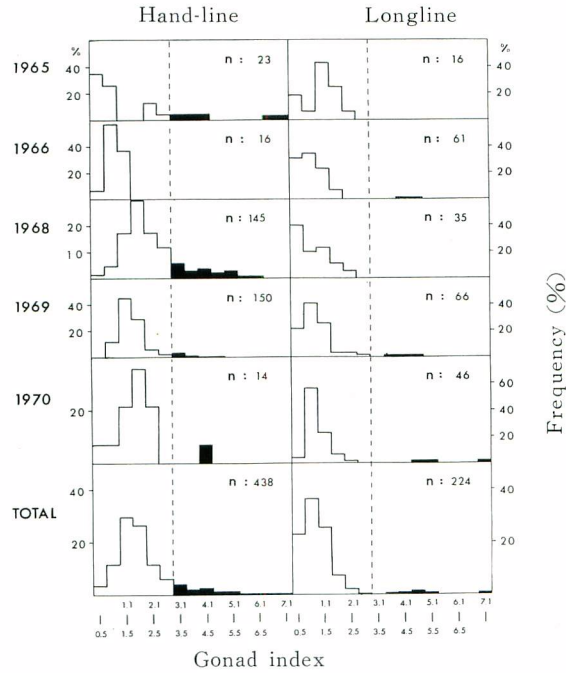 Hand-line Longline
% %
1965 40 20 n : 23 n : 16 40 20
1966 40 20 n : 16 n : 61 40 20
1968 20 10 n : 145 n : 35 40 20
1969 40 20 n : 150 n : 66 40 20
1970 20 n : 14 n : 46 60 40 20
TOTAL 40 20 n : 438 n : 224 40 20
Frequency (%)
1.1 2.1 3.1 4.1 5.1 6.1 7.1 1.1 2.1 3.1 4.1 5.1 6.1 7.1
0.5 1.5 2.5 3.5 4.5 5.5 6.5 0.5 1.5 2.5 3.5 4.5 5.5 6.5
Gonad index